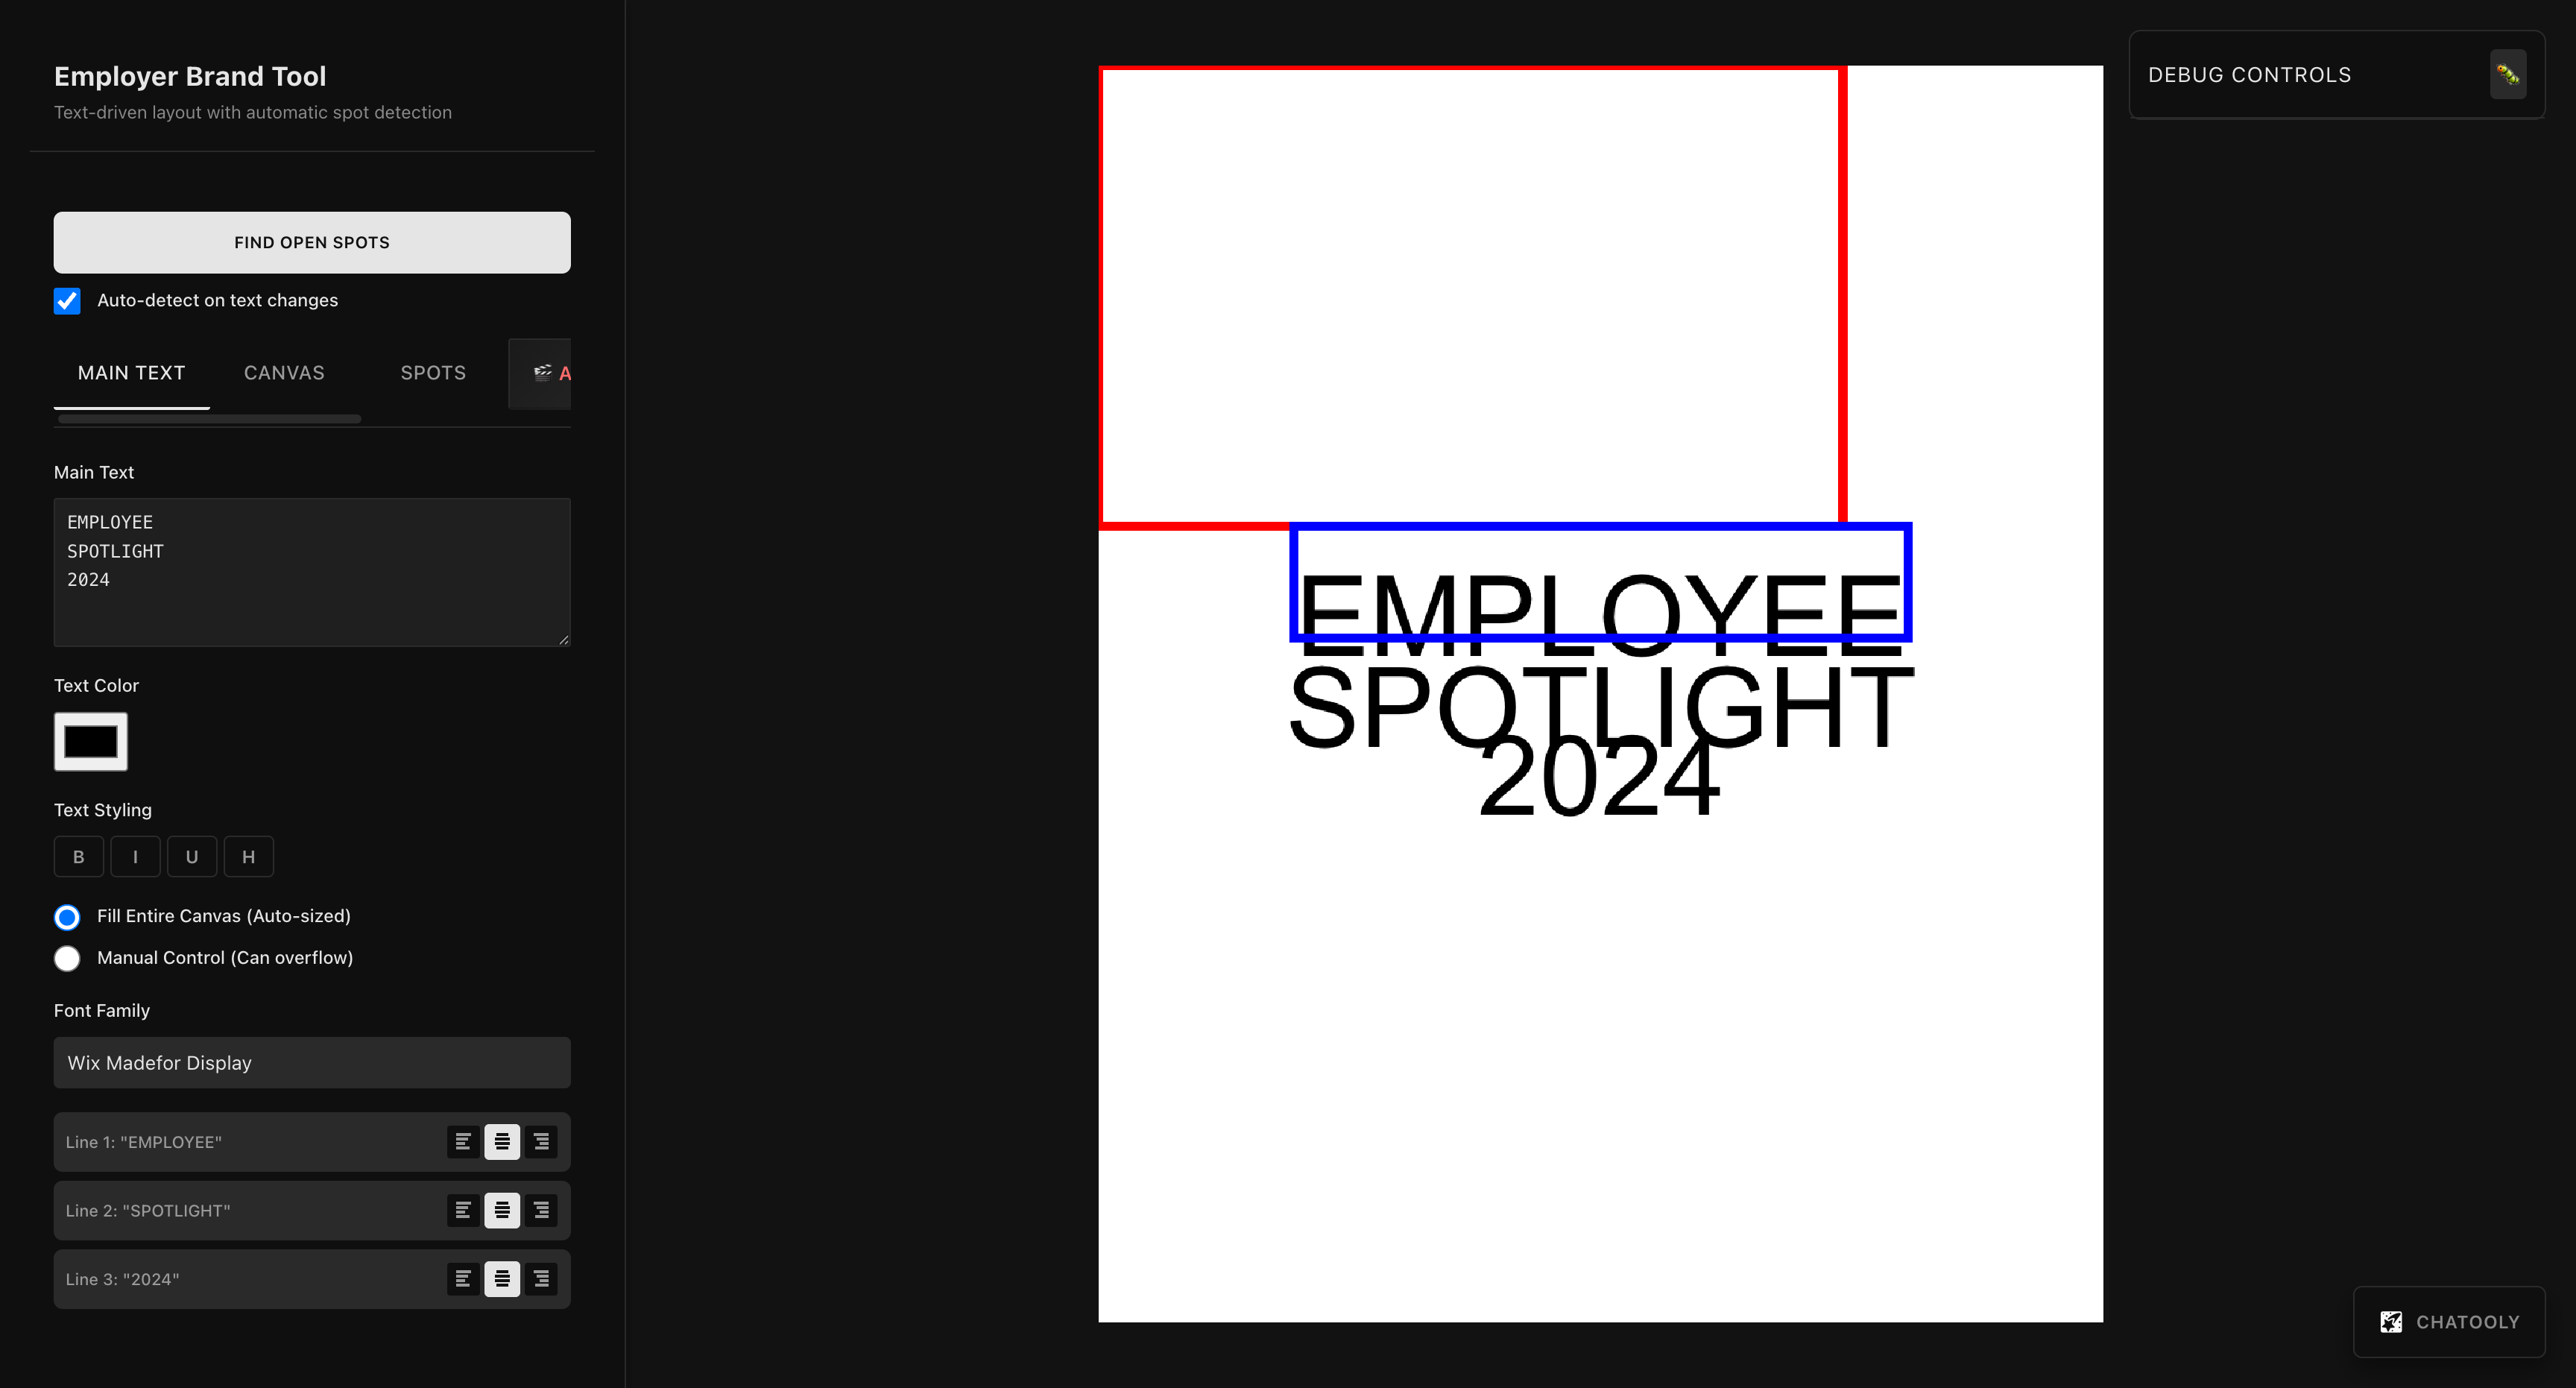 Employer Brand Tool
Text-driven layout with automatic spot detection
FIND OPEN SPOTS
Auto-detect on text changes
MAIN TEXT CANVAS SPOTS A
Main Text
EMPLOYEE
SPOTLIGHT
2024
Text Color
Text Styling
B I U H
Fill Entire Canvas (Auto-sized)
Manual Control (Can overflow)
Font Family
Wix Madefor Display
Line 1: "EMPLOYEE"
Line 2: "SPOTLIGHT"
Line 3: "2024"
EMPLOYEE
SPOTLIGHT
2024
DEBUG CONTROLS
CHATOOLY